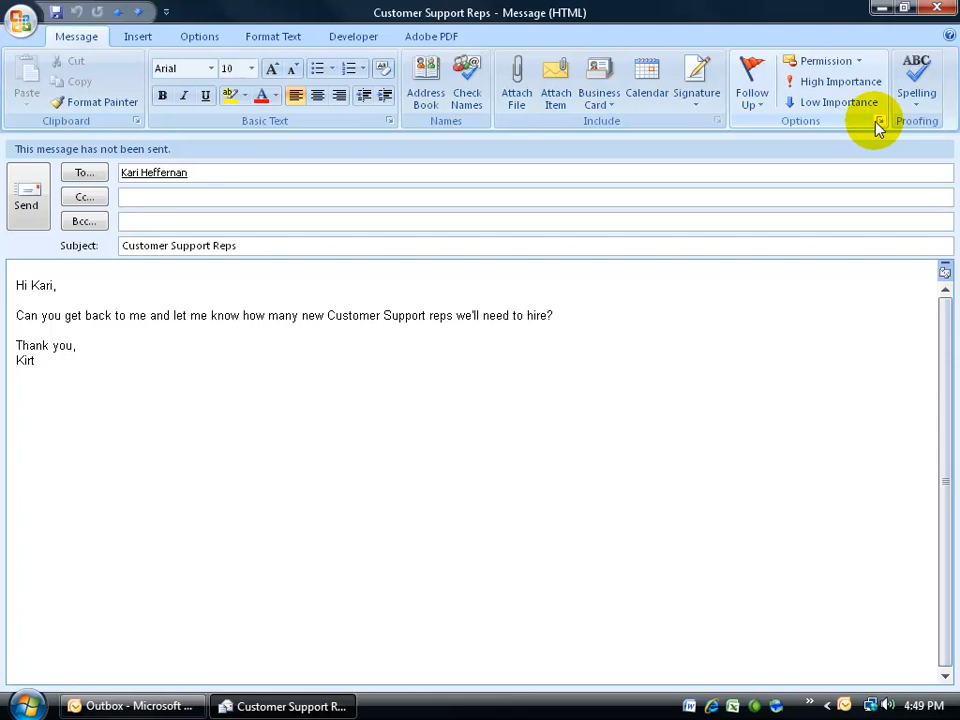 Customer Support Reps - Message (HTML)
Message Insert Options Format Text Developer Adobe PDF
Paste
Cut
Copy
Format Painter
Clipboard
Arial 10
B I U
Basic Text
Address Book
Check Names
Names
Attach File
Attach Item
Business Card
Calendar
Signature
Include
Follow Up
Permission
High Importance
Low Importance
Options
ABC
Spelling
Proofing
This message has not been sent.
Send
To... Kari Heffernan
Cc...
Bcc...
Subject: Customer Support Reps
Hi Kari,
Can you get back to me and let me know how many new Customer Support reps we'll need to hire?
Thank you,
Kirt
Outbox - Microsoft ... Customer Support R... 4:49 PM